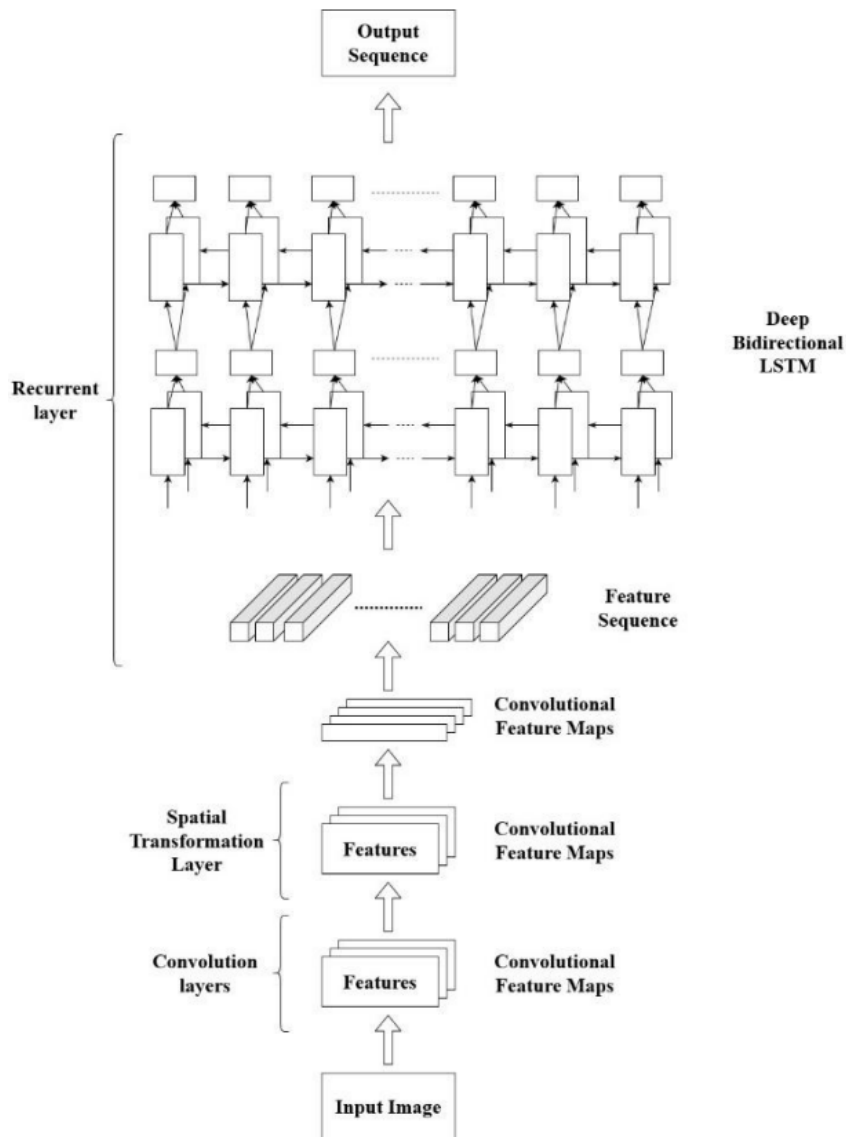 Output
Sequence
Recurrent
layer
Deep
Bidirectional
LSTM
Feature
Sequence
Convolutional
Feature Maps
Spatial
Transformation
Layer
Features
Convolutional
Feature Maps
Convolution
layers
Features
Convolutional
Feature Maps
Input Image